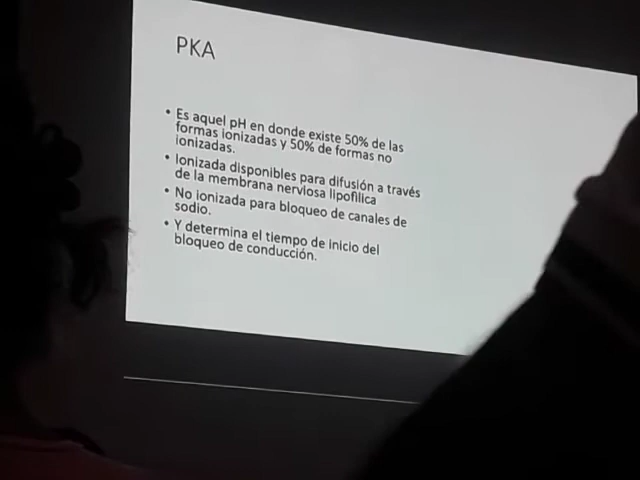 PKA
• Es aquel pH en donde existe 50% de las
formas ionizadas y 50% de formas no
ionizadas.
• Ionizada disponibles para difusión a través
de la membrana nerviosa lipofilica
• No ionizada para bloqueo de canales de
sodio.
• Y determina el tiempo de inicio del
bloqueo de conducción.